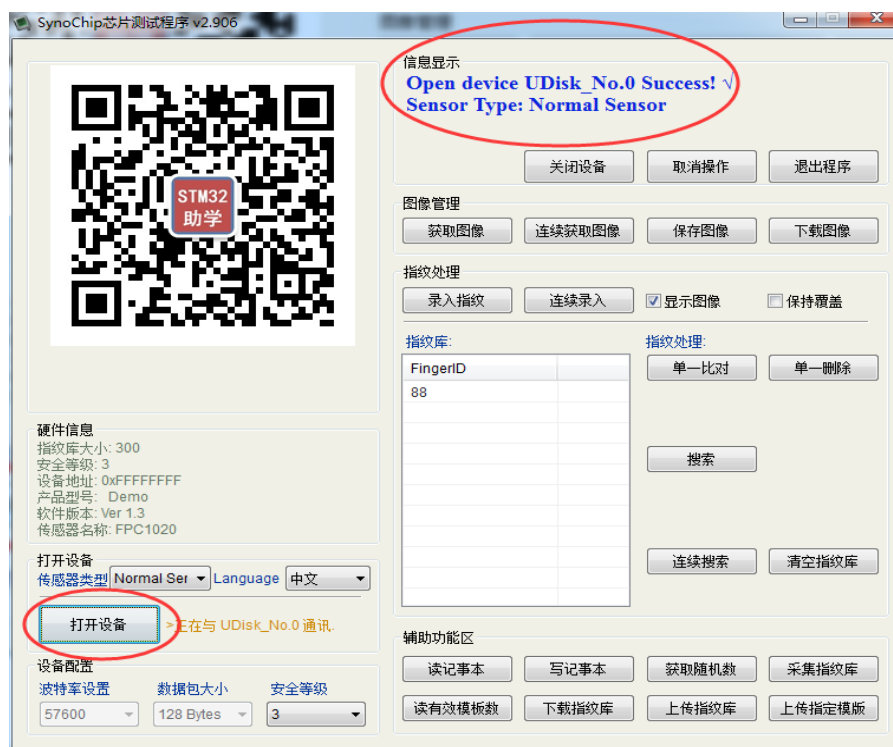 SynoChip芯片测试程序 v2.906
信息显示
Open device UDisk_No.0 Success! √
Sensor Type: Normal Sensor
关闭设备 取消操作 退出程序
图像管理
获取图像 连续获取图像 保存图像 下载图像
指纹处理
录入指纹 连续录入 显示图像 保持覆盖
指纹库: 指纹处理:
FingerID 单一比对 单一删除
88
搜索
连续搜索 清空指纹库
STM32
助学
硬件信息
指纹库大小: 300
安全等级: 3
设备地址: 0xFFFFFFFF
产品型号: Demo
软件版本: Ver 1.3
传感器名称: FPC1020
打开设备
传感器类型 Normal Ser Language 中文
打开设备 >正在与 UDisk_No.0 通讯.
设备配置
波特率设置 数据包大小 安全等级
57600 128 Bytes 3
辅助功能区
读记事本 写记事本 获取随机数 采集指纹库
读有效模板数 下载指纹库 上传指纹库 上传指定模版